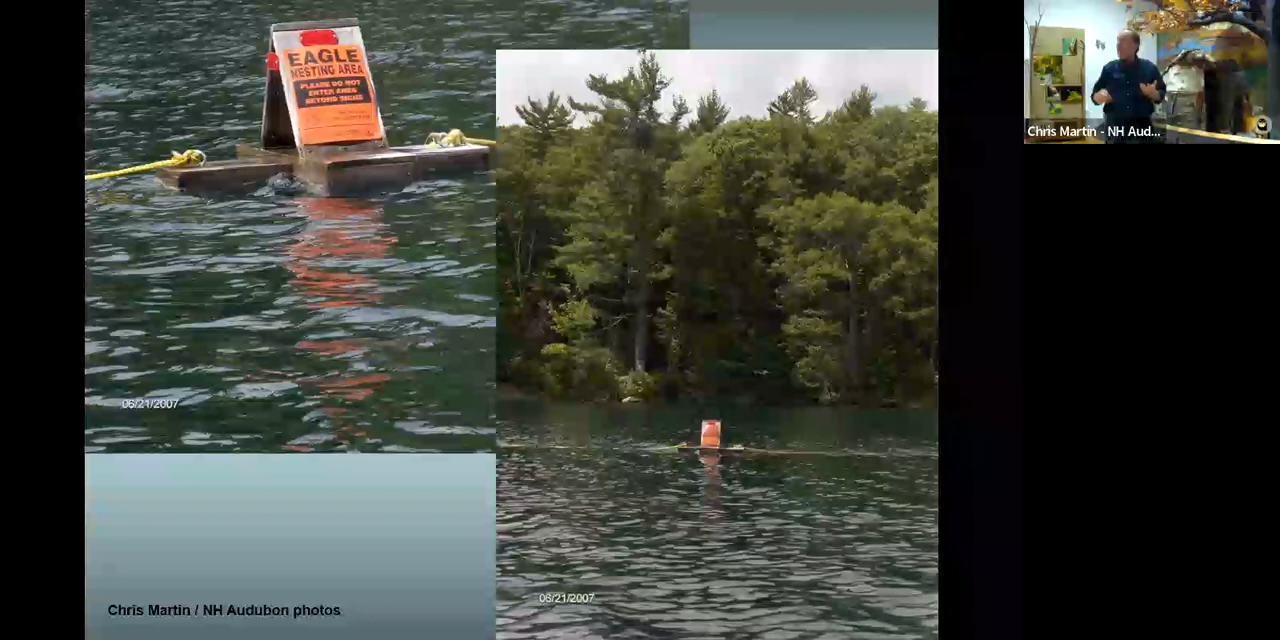 EAGLE
NESTING AREA
PLEASE DO NOT
ENTER AREA
BEYOND SIGNS
06/21/2007
06/21/2007
Chris Martin / NH Audubon photos
Chris Martin - NH Aud...